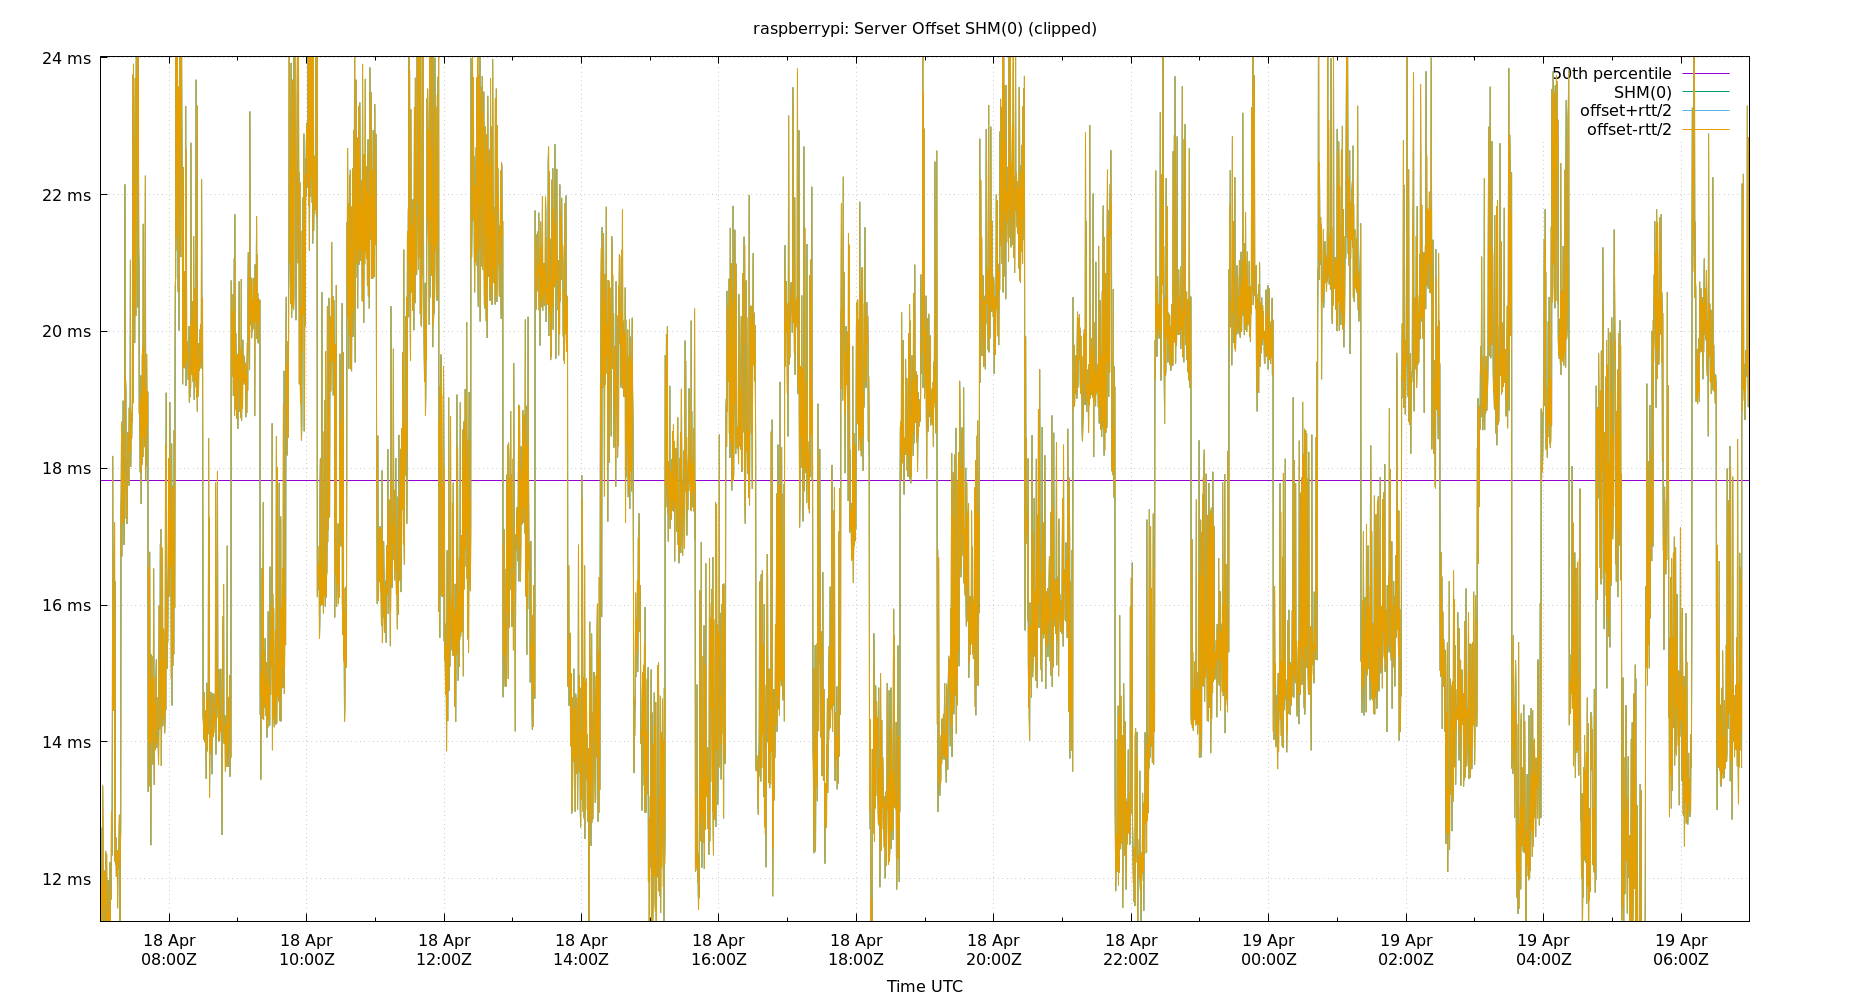 raspberrypi: Server Offset SHM(0) (clipped)
24 ms
22 ms
20 ms
18 ms
16 ms
14 ms
12 ms
50th percentile
SHM(0)
offset+rtt/2
offset-rtt/2
18 Apr 18 Apr 18 Apr 18 Apr 18 Apr 18 Apr 18 Apr 18 Apr 19 Apr 19 Apr 19 Apr 19 Apr
08:00Z 10:00Z 12:00Z 14:00Z 16:00Z 18:00Z 20:00Z 22:00Z 00:00Z 02:00Z 04:00Z 06:00Z
Time UTC